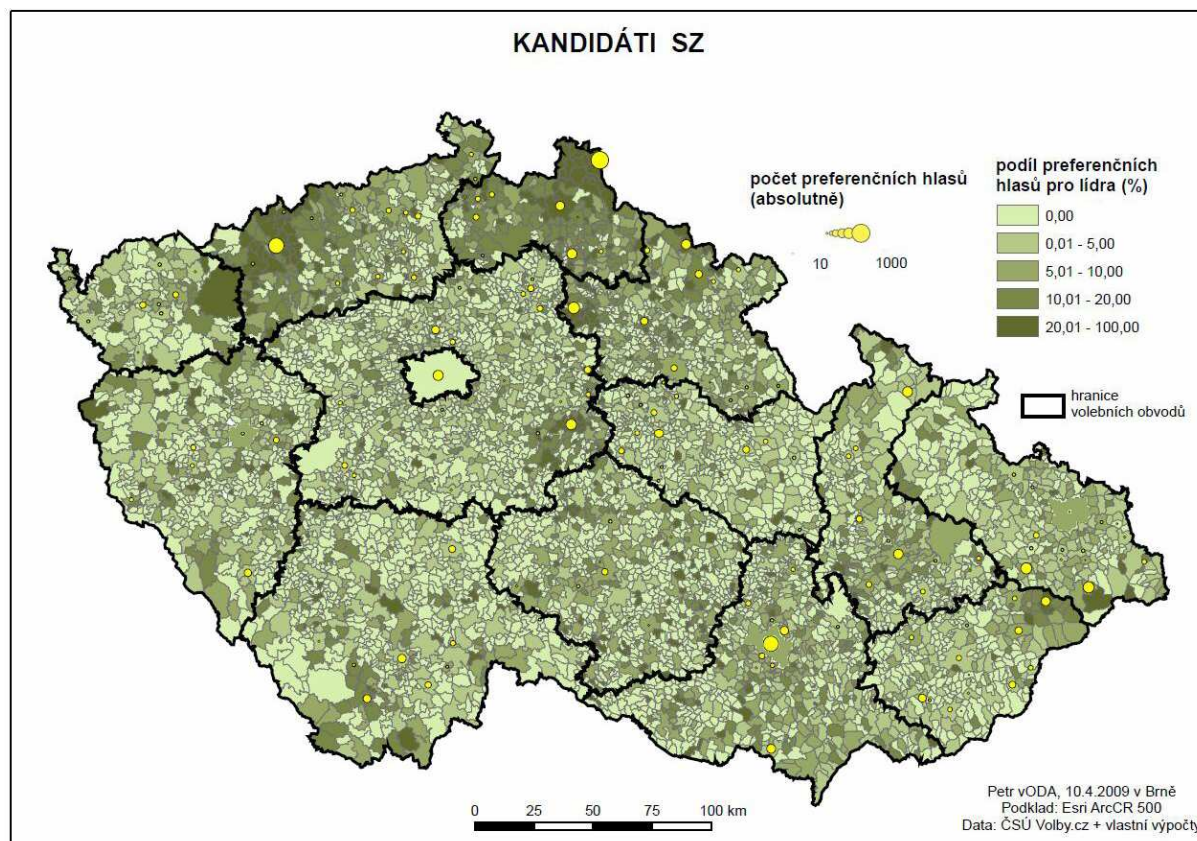 KANDIDÁTI SZ
počet preferenčních hlasů
(absolutně)
10 1000
podíl preferenčních
hlasů pro lídra (%)
0,00
0,01 - 5,00
5,01 - 10,00
10,01 - 20,00
20,01 - 100,00
hranice
volebních obvodů
0 25 50 75 100 km
Petr vODA, 10.4.2009 v Brně
Podklad: Esri ArcCR 500
Data: ČSÚ Volby.cz + vlastní výpočty